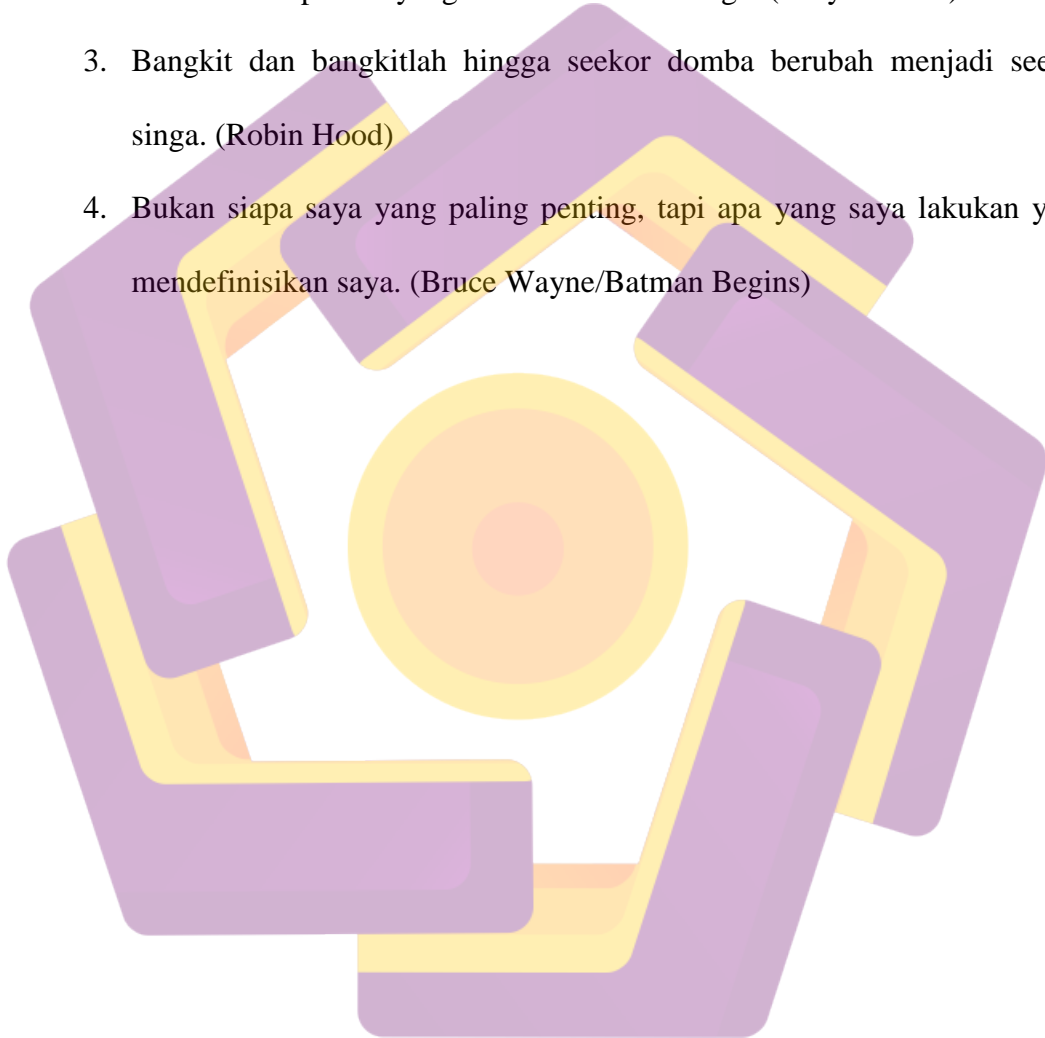 3. Bangkit dan bangkitlah hingga seekor domba berubah menjadi see
singa. (Robin Hood)
4. Bukan siapa saya yang paling penting, tapi apa yang saya lakukan y
mendefinisikan saya. (Bruce Wayne/Batman Begins)